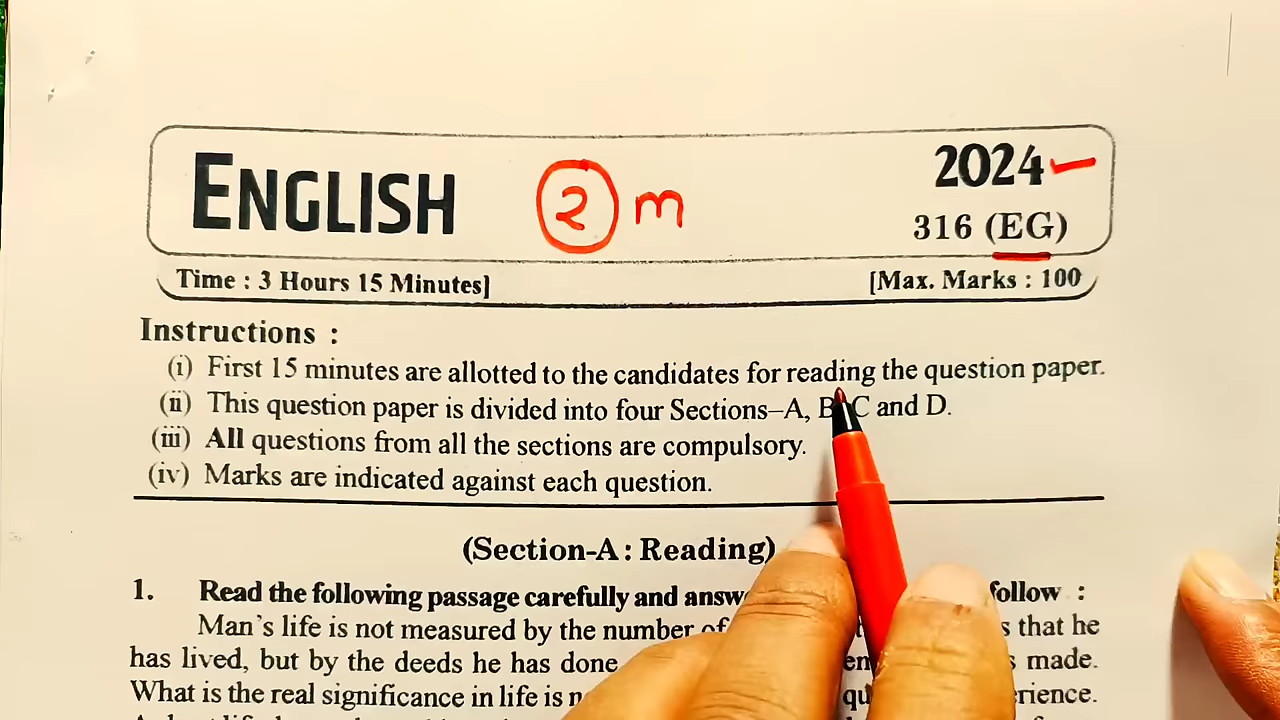 ENGLISH ② m 2024
316 (EG)
Time : 3 Hours 15 Minutes] [Max. Marks : 100
Instructions :
(i) First 15 minutes are allotted to the candidates for reading the question paper.
(ii) This question paper is divided into four Sections–A, B C and D.
(iii) All questions from all the sections are compulsory.
(iv) Marks are indicated against each question.
(Section-A : Reading)
1. Read the following passage carefully and follow :
Man's life is not measured by the number of that he
has lived, but by the deeds he has done made.
What is the real significance in life is